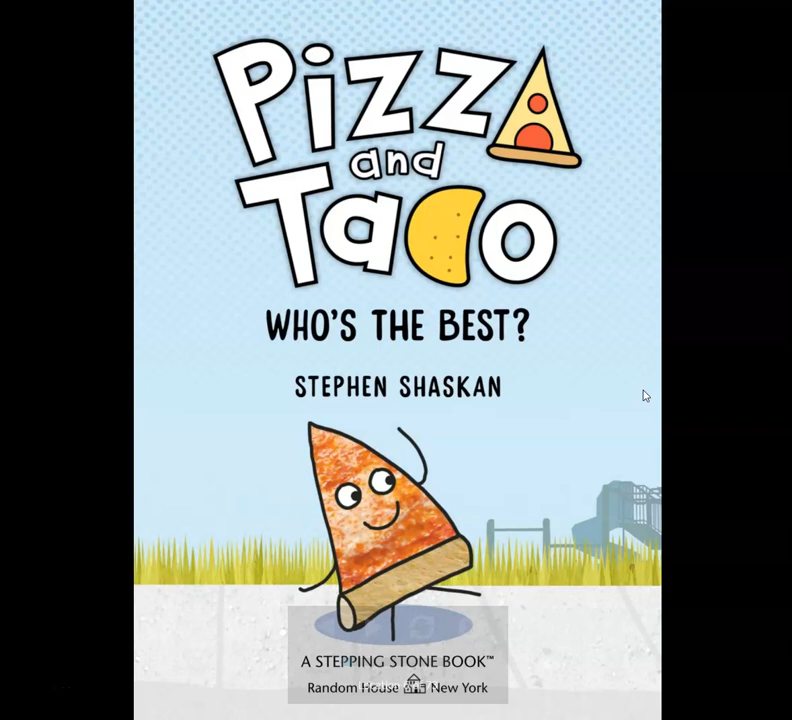 Pizza
and
Taco
WHO'S THE BEST?
STEPHEN SHASKAN
A STEPPING STONE BOOK™
Random House New York